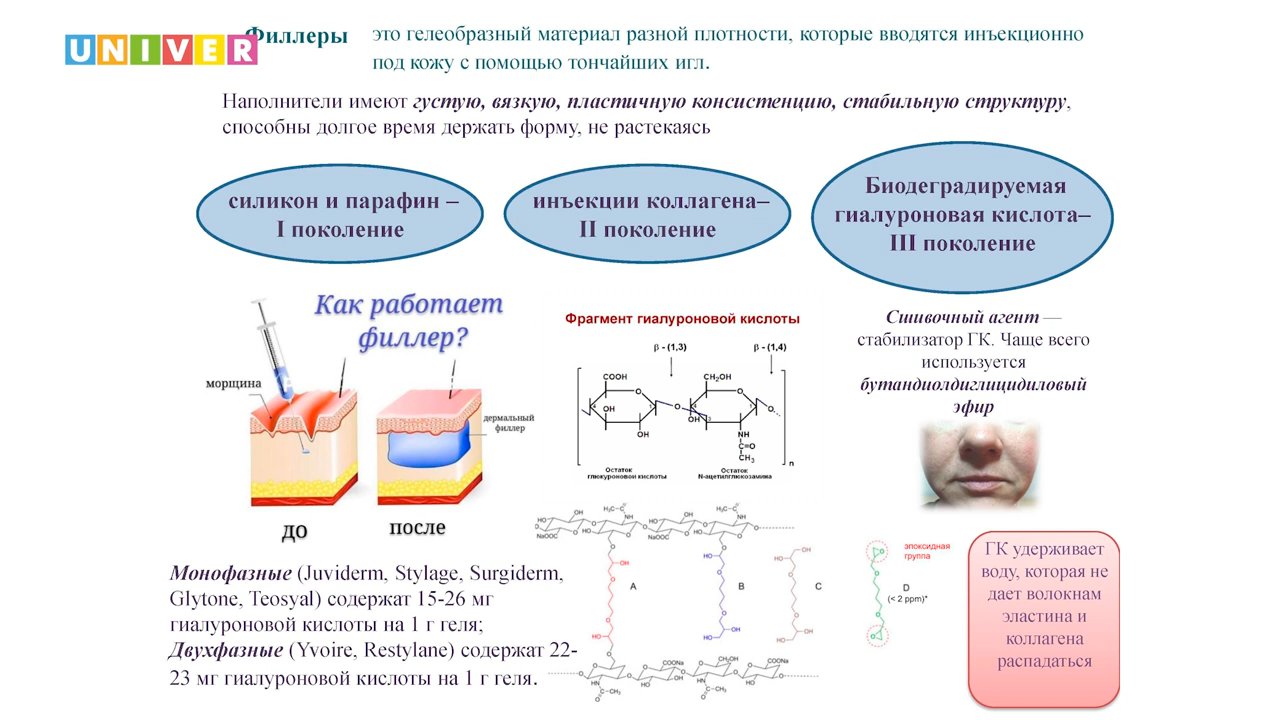 UNIVER
Филлеры
это гелеобразный материал разной плотности, которые вводятся инъекционно
под кожу с помощью тончайших игл.
Наполнители имеют густую, вязкую, пластичную консистенцию, стабильную структуру,
способны долгое время держать форму, не растекаясь
силикон и парафин –
I поколение
инъекции коллагена–
II поколение
Биодеградируемая
гиалуроновая кислота–
III поколение
Как работает
филлер?
морщина
дермальный
филлер
до
после
Фрагмент гиалуроновой кислоты
β - (1,3)
β - (1,4)
COOH
CH₂OH
O
O
O
O
OH
OH
OH
NH
C=O
CH₃
n
Остаток
глюкуроновой кислоты
Остаток
N-ацетилглюкозамина
Сшивочный агент —
стабилизатор ГК. Чаще всего
используется
бутандиолдиглицидиловый
эфир
Монофазные (Juviderm, Stylage, Surgiderm,
Glytone, Teosyal) содержат 15-26 мг
гиалуроновой кислоты на 1 г геля;
Двухфазные (Yvoire, Restylane) содержат 22-
23 мг гиалуроновой кислоты на 1 г геля.
A
B
C
D
(< 2 ppm)*
эпоксидная
группа
ГК удерживает
воду, которая не
дает волокнам
эластина и
коллагена
распадаться